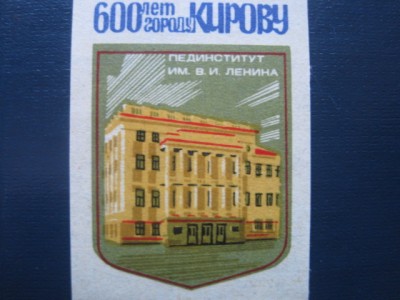 600 лет городу КИРОВУ
ПЕДИНСТИТУТ
ИМ. В. И. ЛЕНИНА